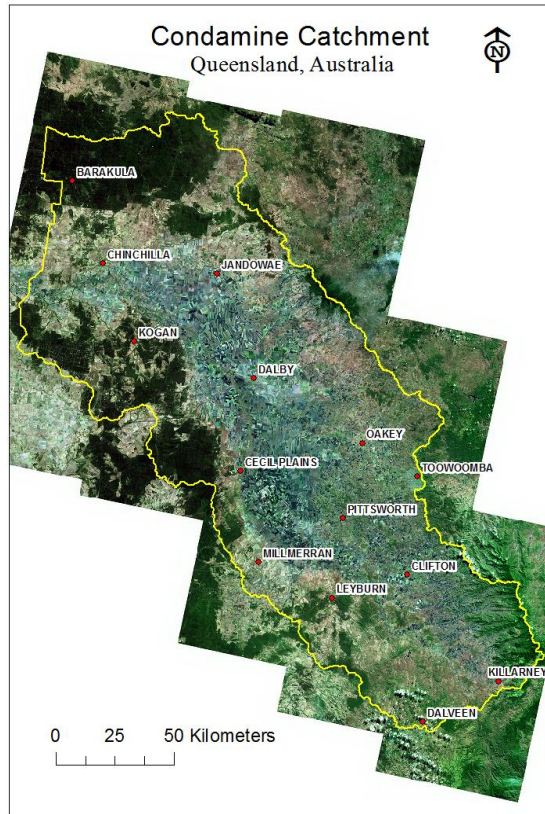 Condamine Catchment
Queensland, Australia
N
BARAKULA
CHINCHILLA
JANDOWAE
KOGAN
DALBY
OAKEY
CECIL PLAINS
TOOWOOMBA
PITTSWORTH
MILLMERRAN
CLIFTON
LEYBURN
KILLARNEY
DALVEEN
0 25 50 Kilometers